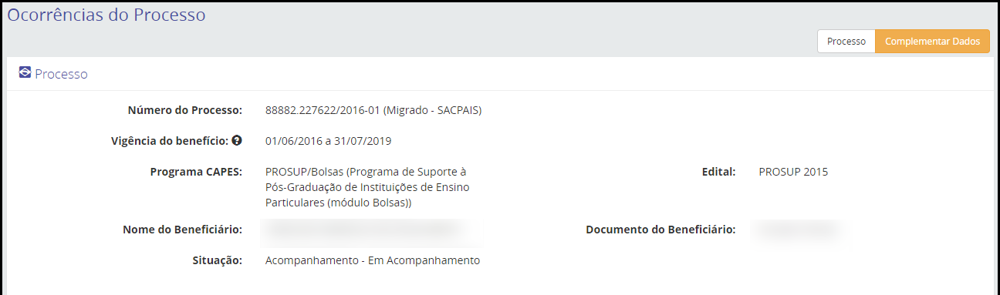 Ocorrências do Processo
Processo
Complementar Dados
Processo
Número do Processo: 88882.227622/2016-01 (Migrado - SACPAIS)
Vigência do benefício: 01/06/2016 a 31/07/2019
Programa CAPES: PROSUP/Bolsas (Programa de Suporte à
Pós-Graduação de Instituições de Ensino
Particulares (módulo Bolsas))
Edital: PROSUP 2015
Nome do Beneficiário:
Documento do Beneficiário:
Situação: Acompanhamento - Em Acompanhamento